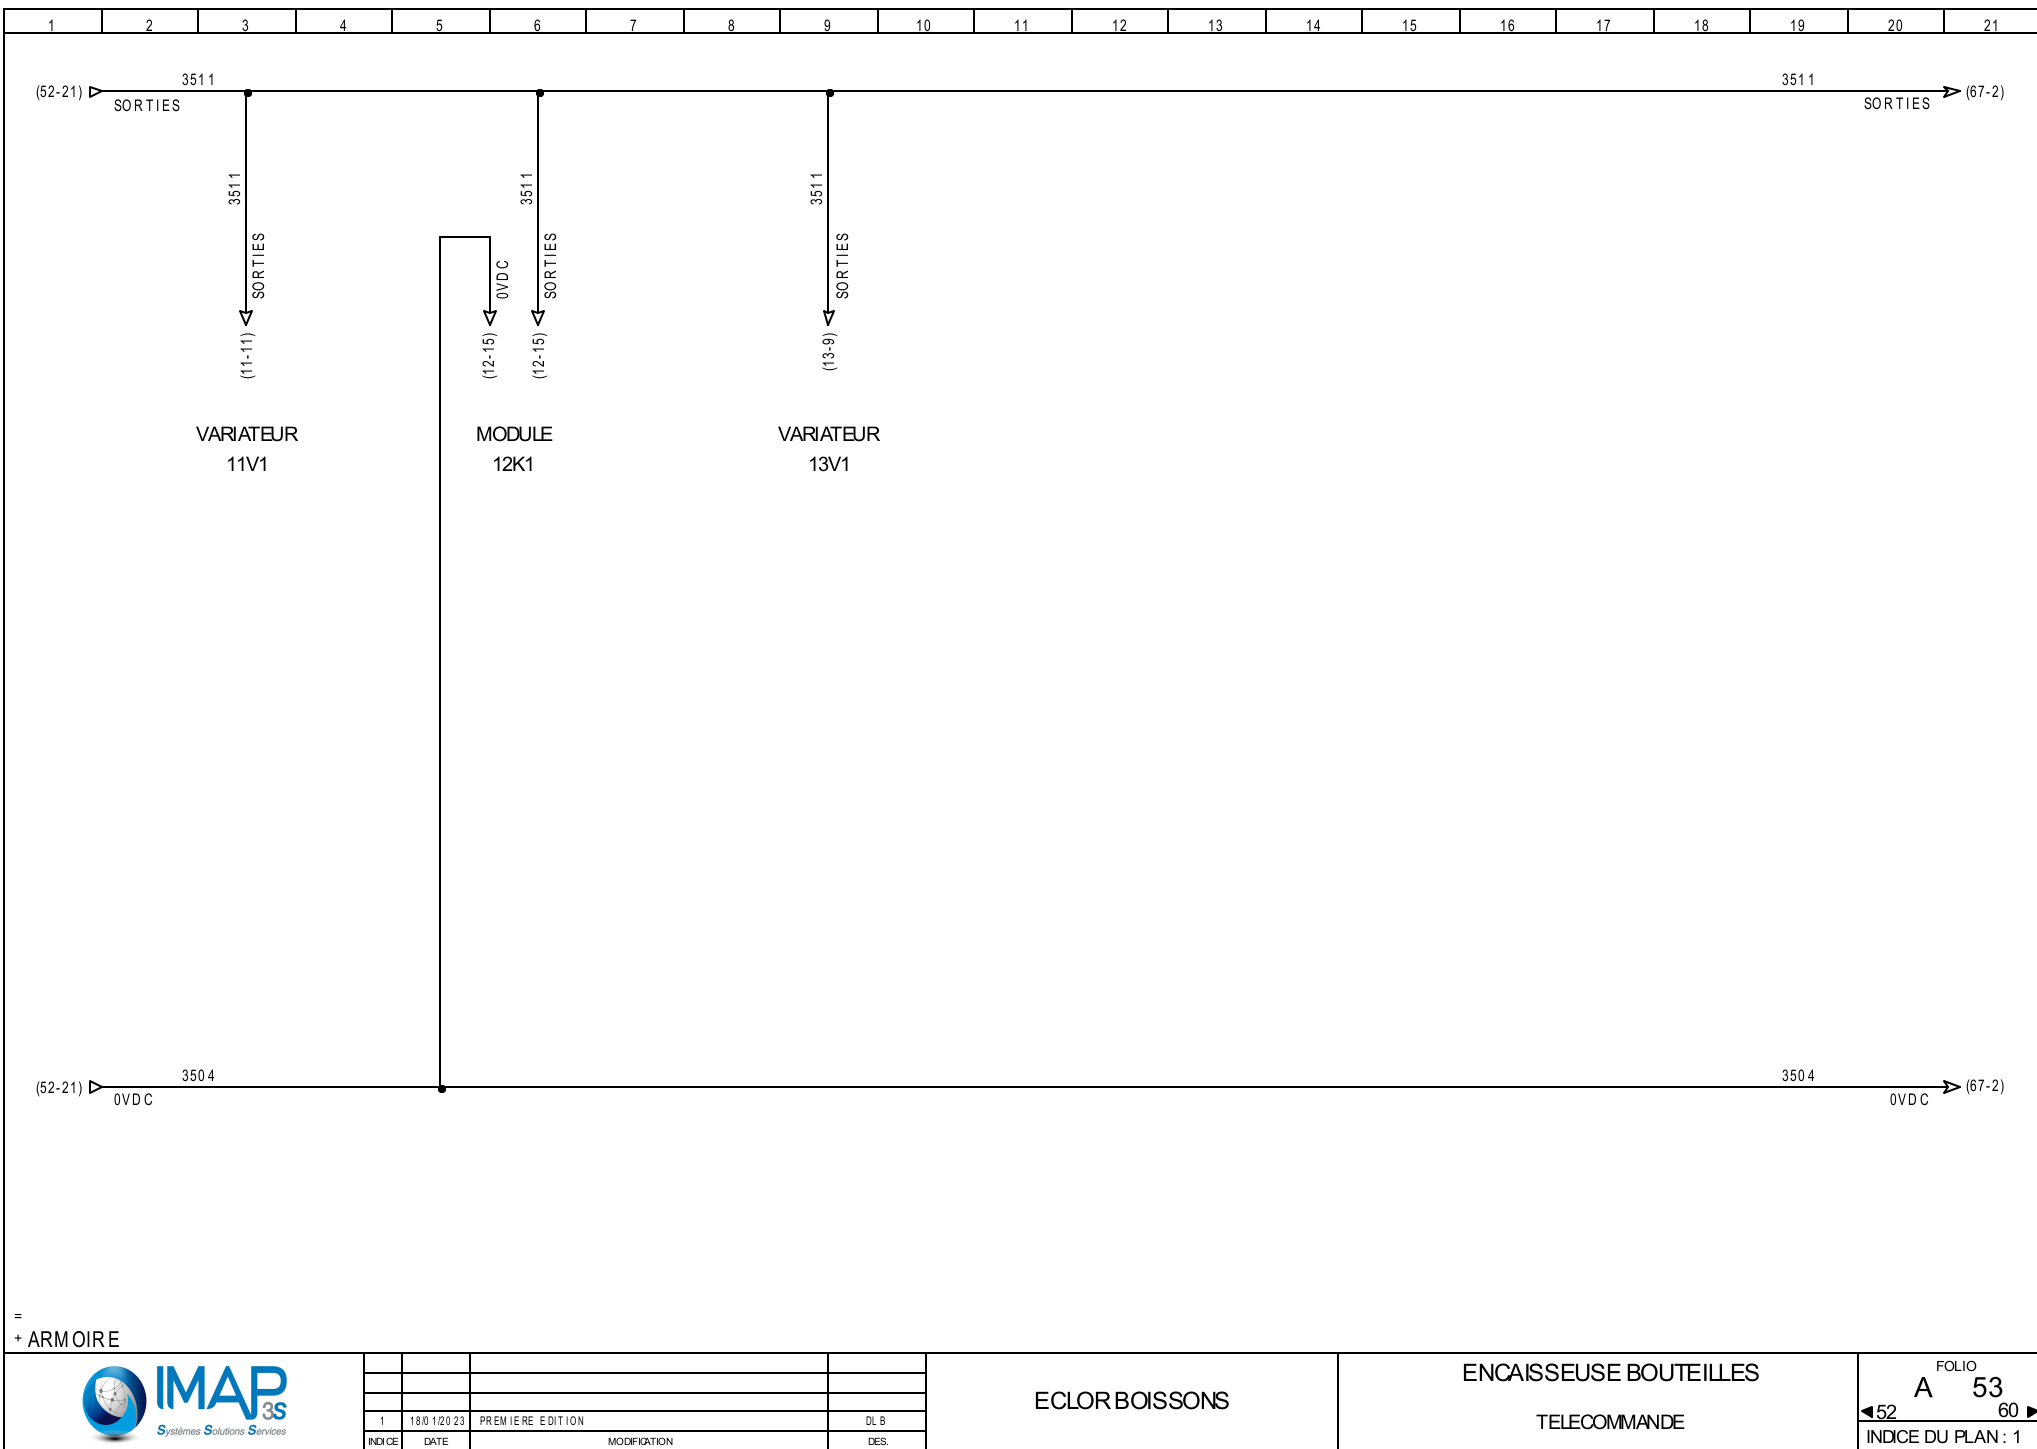 1 2 3 4 5 6 7 8 9 10 11 12 13 14 15 16 17 18 19 20 21
(52-21) 3511 3511 (67-2)
SORTIES SORTIES
3511 3511 3511
SORTIES 0VDC SORTIES SORTIES
(11-11) (12-15) (12-15) (13-9)
VARIATEUR MODULE VARIATEUR
11V1 12K1 13V1
(52-21) 3504 3504 (67-2)
0VDC 0VDC
=
+ ARMOIRE
IMAP
3S
Systèmes Solutions Services
1 18/01/2023 PREMIERE EDITION DLB
INDICE DATE MODIFICATION DES.
ECLOR BOISSONS
ENCAISSEUSE BOUTEILLES
TELECOMMANDE
FOLIO
A 53
52 60
INDICE DU PLAN : 1